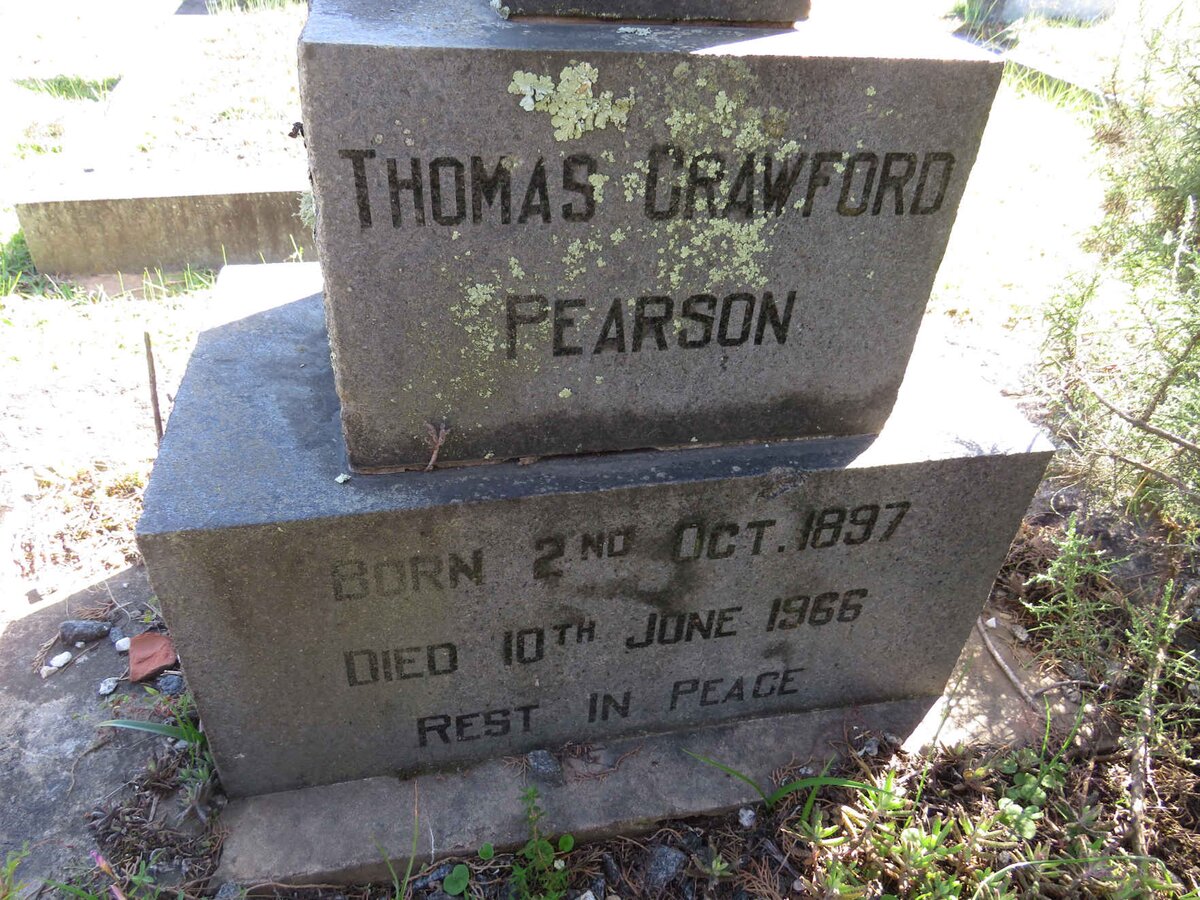 THOMAS CRAWFORD
PEARSON
BORN 2ND OCT. 1897
DIED 10TH JUNE 1966
REST IN PEACE